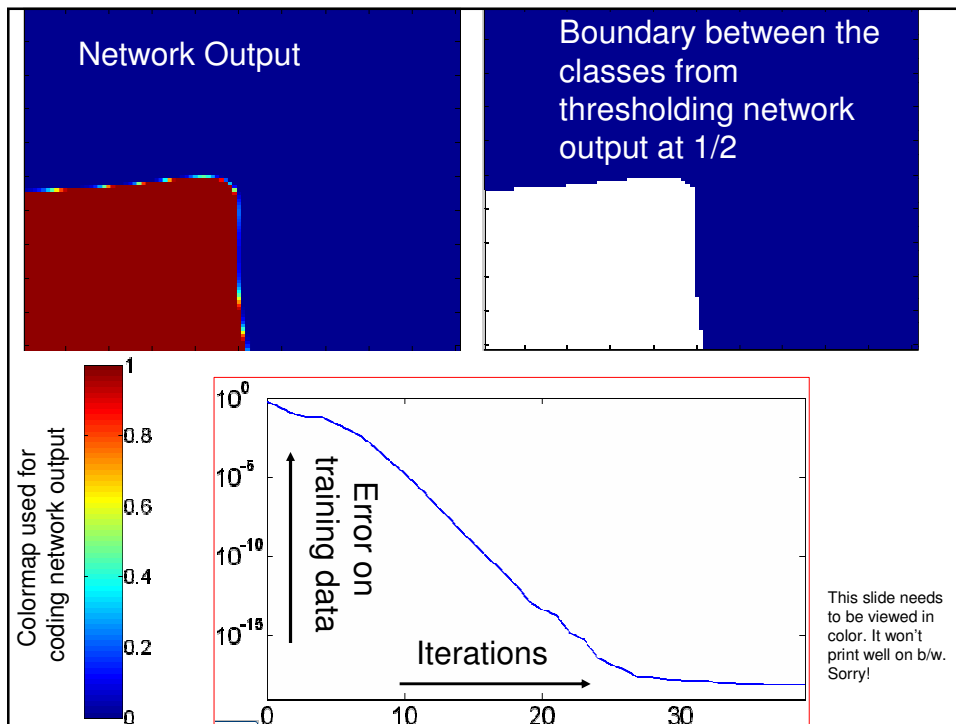 Network Output
Boundary between the
classes from
thresholding network
output at 1/2
Colormap used for
coding network output
1
0.8
0.6
0.4
0.2
0
10^0
10^-5
10^-10
10^-15
Error on
training data
Iterations
0
10
20
30
This slide needs
to be viewed in
color. It won't
print well on b/w.
Sorry!